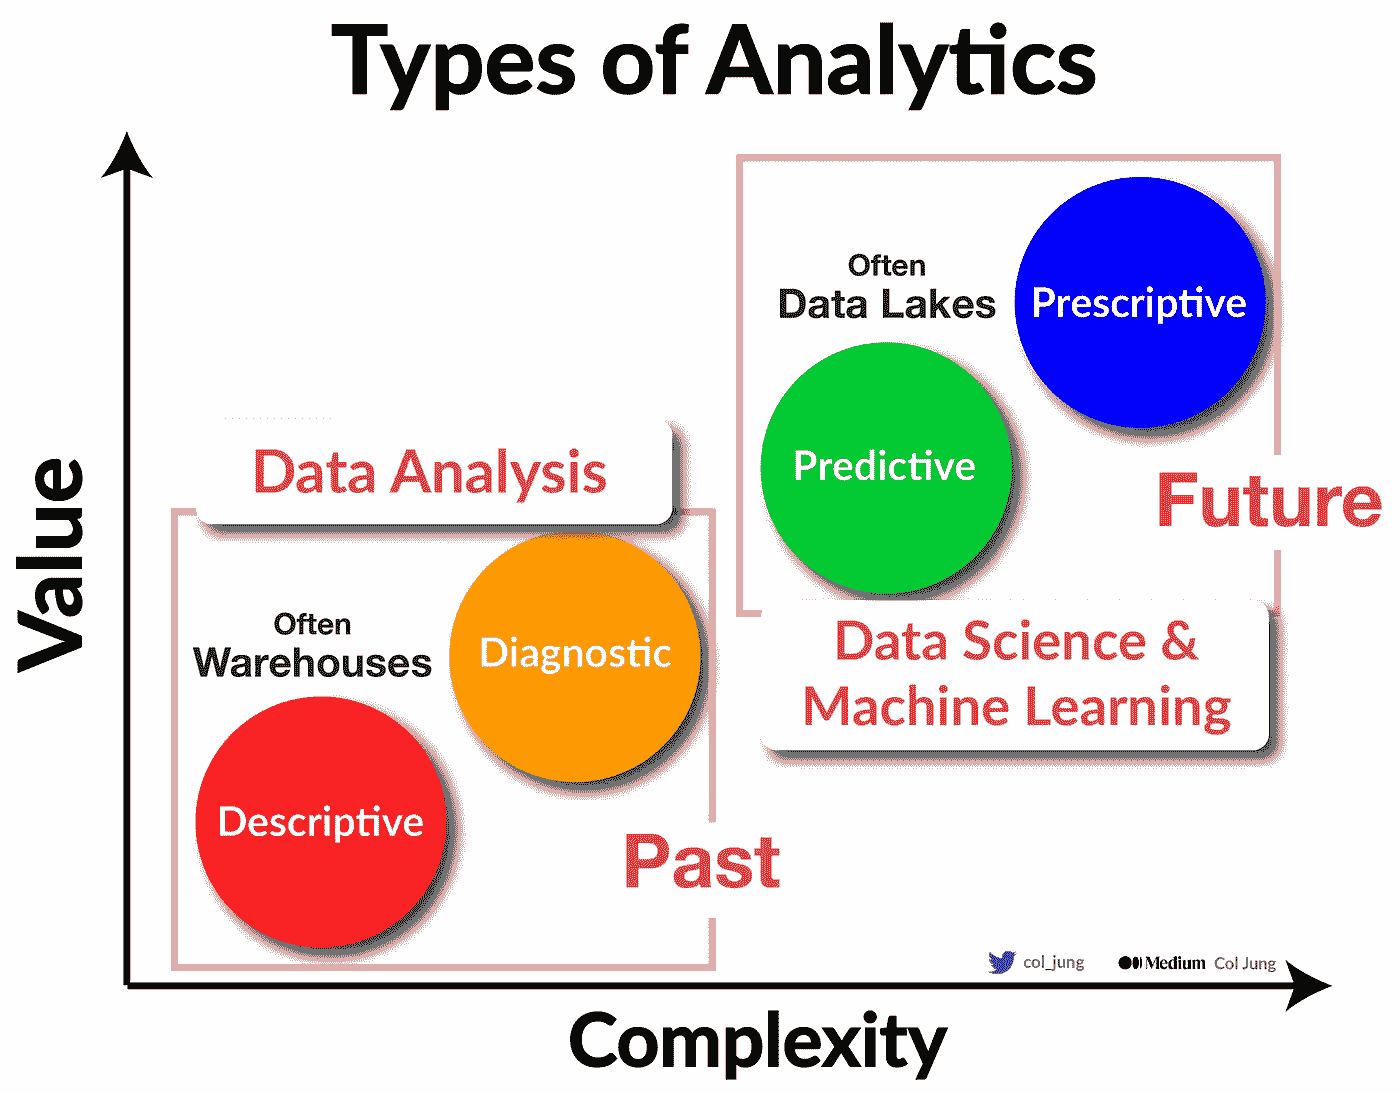 Types of Analytics
Value
Often
Data Lakes
Prescriptive
Predictive
Future
Data Science &
Machine Learning
Data Analysis
Often
Warehouses
Diagnostic
Descriptive
Past
col_jung
Medium Col Jung
Complexity